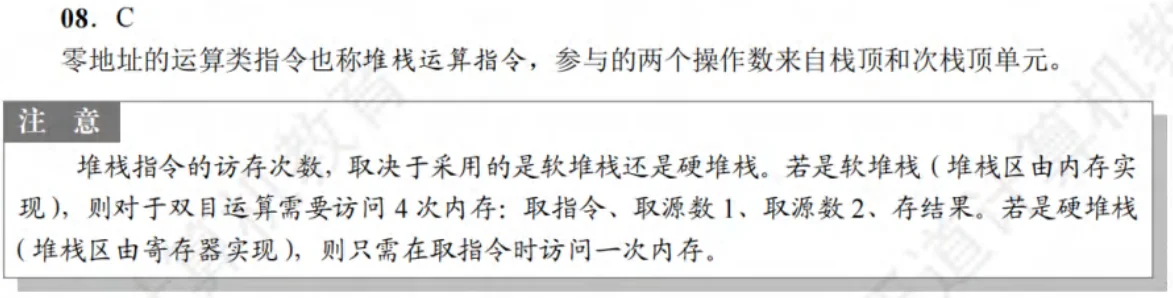 08．C
零地址的运算类指令也称堆栈运算指令，参与的两个操作数来自栈顶和次栈顶单元。
注 意
堆栈指令的访存次数，取决于采用的是软堆栈还是硬堆栈。若是软堆栈（堆栈区由内存实
现），则对于双目运算需要访问 4 次内存：取指令、取源数 1、取源数 2、存结果。若是硬堆栈
（堆栈区由寄存器实现），则只需在取指令时访问一次内存。